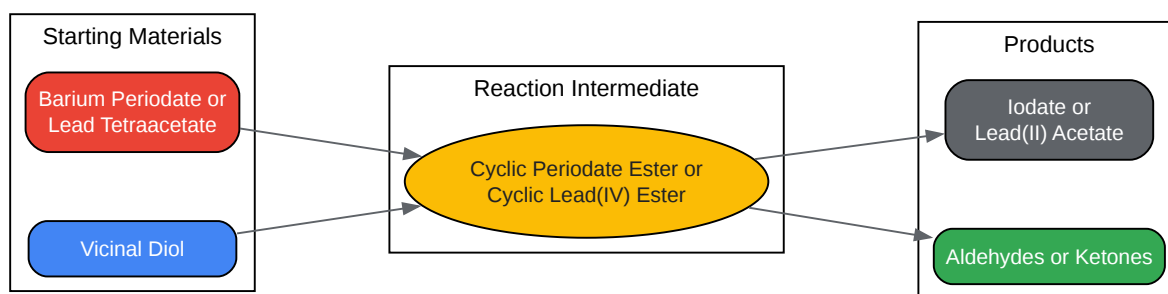 Starting Materials
Barium Periodate or
Lead Tetraacetate
Vicinal Diol
Reaction Intermediate
Cyclic Periodate Ester or
Cyclic Lead(IV) Ester
Products
Iodate or
Lead(II) Acetate
Aldehydes or Ketones